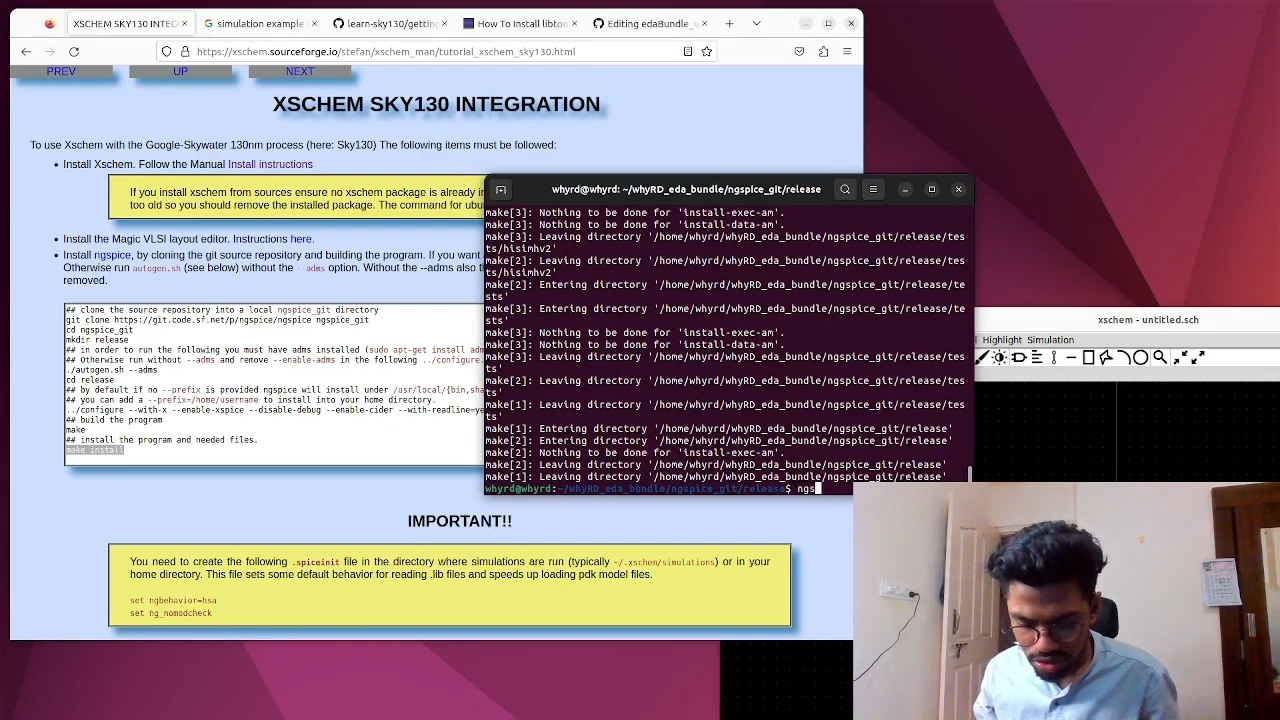 XSCHEM SKY130 INTEG
simulation example
learn-sky130/getting
How To Install libtoo
Editing edaBundle_w
https://xschem.sourceforge.io/stefan/xschem_man/tutorial_xschem_sky130.html
PREV
UP
NEXT
XSCHEM SKY130 INTEGRATION
To use Xschem with the Google-Skywater 130nm process (here: Sky130) The following items must be followed:
Install Xschem. Follow the Manual Install instructions
If you install xschem from sources ensure no xschem package is already in
too old so you should remove the installed package. The command for ubu
Install the Magic VLSI layout editor. Instructions here.
Install ngspice, by cloning the git source repository and building the program. If you want
Otherwise run autogen.sh (see below) without the --adms option. Without the --adms also t
removed.
## clone the source repository into a local ngspice_git directory
git clone https://git.code.sf.net/p/ngspice/ngspice ngspice_git
cd ngspice_git
mkdir release
## in order to run the following you must have adms installed (sudo apt-get install adm
## Otherwise run without --adms and remove --enable-adms in the following ../configure
./autogen.sh --adms
cd release
## by default if no --prefix is provided ngspice will install under /usr/local/{bin,sha
## you can add a --prefix=/home/username to install into your home directory.
../configure --with-x --enable-xspice --disable-debug --enable-cider --with-readline=ye
## build the program
make
## install the program and needed files.
make install
IMPORTANT!!
You need to create the following .spiceinit file in the directory where simulations are run (typically ~/.xschem/simulations) or in your
home directory. This file sets some default behavior for reading .lib files and speeds up loading pdk model files.
set ngbehavior=hsa
set ng_nomodcheck
whyrd@whyrd: ~/whyRD_eda_bundle/ngspice_git/release
make[3]: Nothing to be done for 'install-exec-am'.
make[3]: Nothing to be done for 'install-data-am'.
make[3]: Leaving directory '/home/whyrd/whyRD_eda_bundle/ngspice_git/release/tes
ts/hisimhv2'
make[2]: Leaving directory '/home/whyrd/whyRD_eda_bundle/ngspice_git/release/tes
ts/hisimhv2'
make[2]: Entering directory '/home/whyrd/whyRD_eda_bundle/ngspice_git/release/te
sts'
make[3]: Entering directory '/home/whyrd/whyRD_eda_bundle/ngspice_git/release/te
sts'
make[3]: Nothing to be done for 'install-exec-am'.
make[3]: Nothing to be done for 'install-data-am'.
make[3]: Leaving directory '/home/whyrd/whyRD_eda_bundle/ngspice_git/release/tes
ts'
make[2]: Leaving directory '/home/whyrd/whyRD_eda_bundle/ngspice_git/release/tes
ts'
make[1]: Leaving directory '/home/whyrd/whyRD_eda_bundle/ngspice_git/release/tes
ts'
make[1]: Entering directory '/home/whyrd/whyRD_eda_bundle/ngspice_git/release'
make[2]: Entering directory '/home/whyrd/whyRD_eda_bundle/ngspice_git/release'
make[2]: Nothing to be done for 'install-exec-am'.
make[2]: Leaving directory '/home/whyrd/whyRD_eda_bundle/ngspice_git/release'
make[1]: Leaving directory '/home/whyrd/whyRD_eda_bundle/ngspice_git/release'
whyrd@whyrd:~/whyRD_eda_bundle/ngspice_git/release$ ngs
xschem - untitled.sch
Highlight Simulation